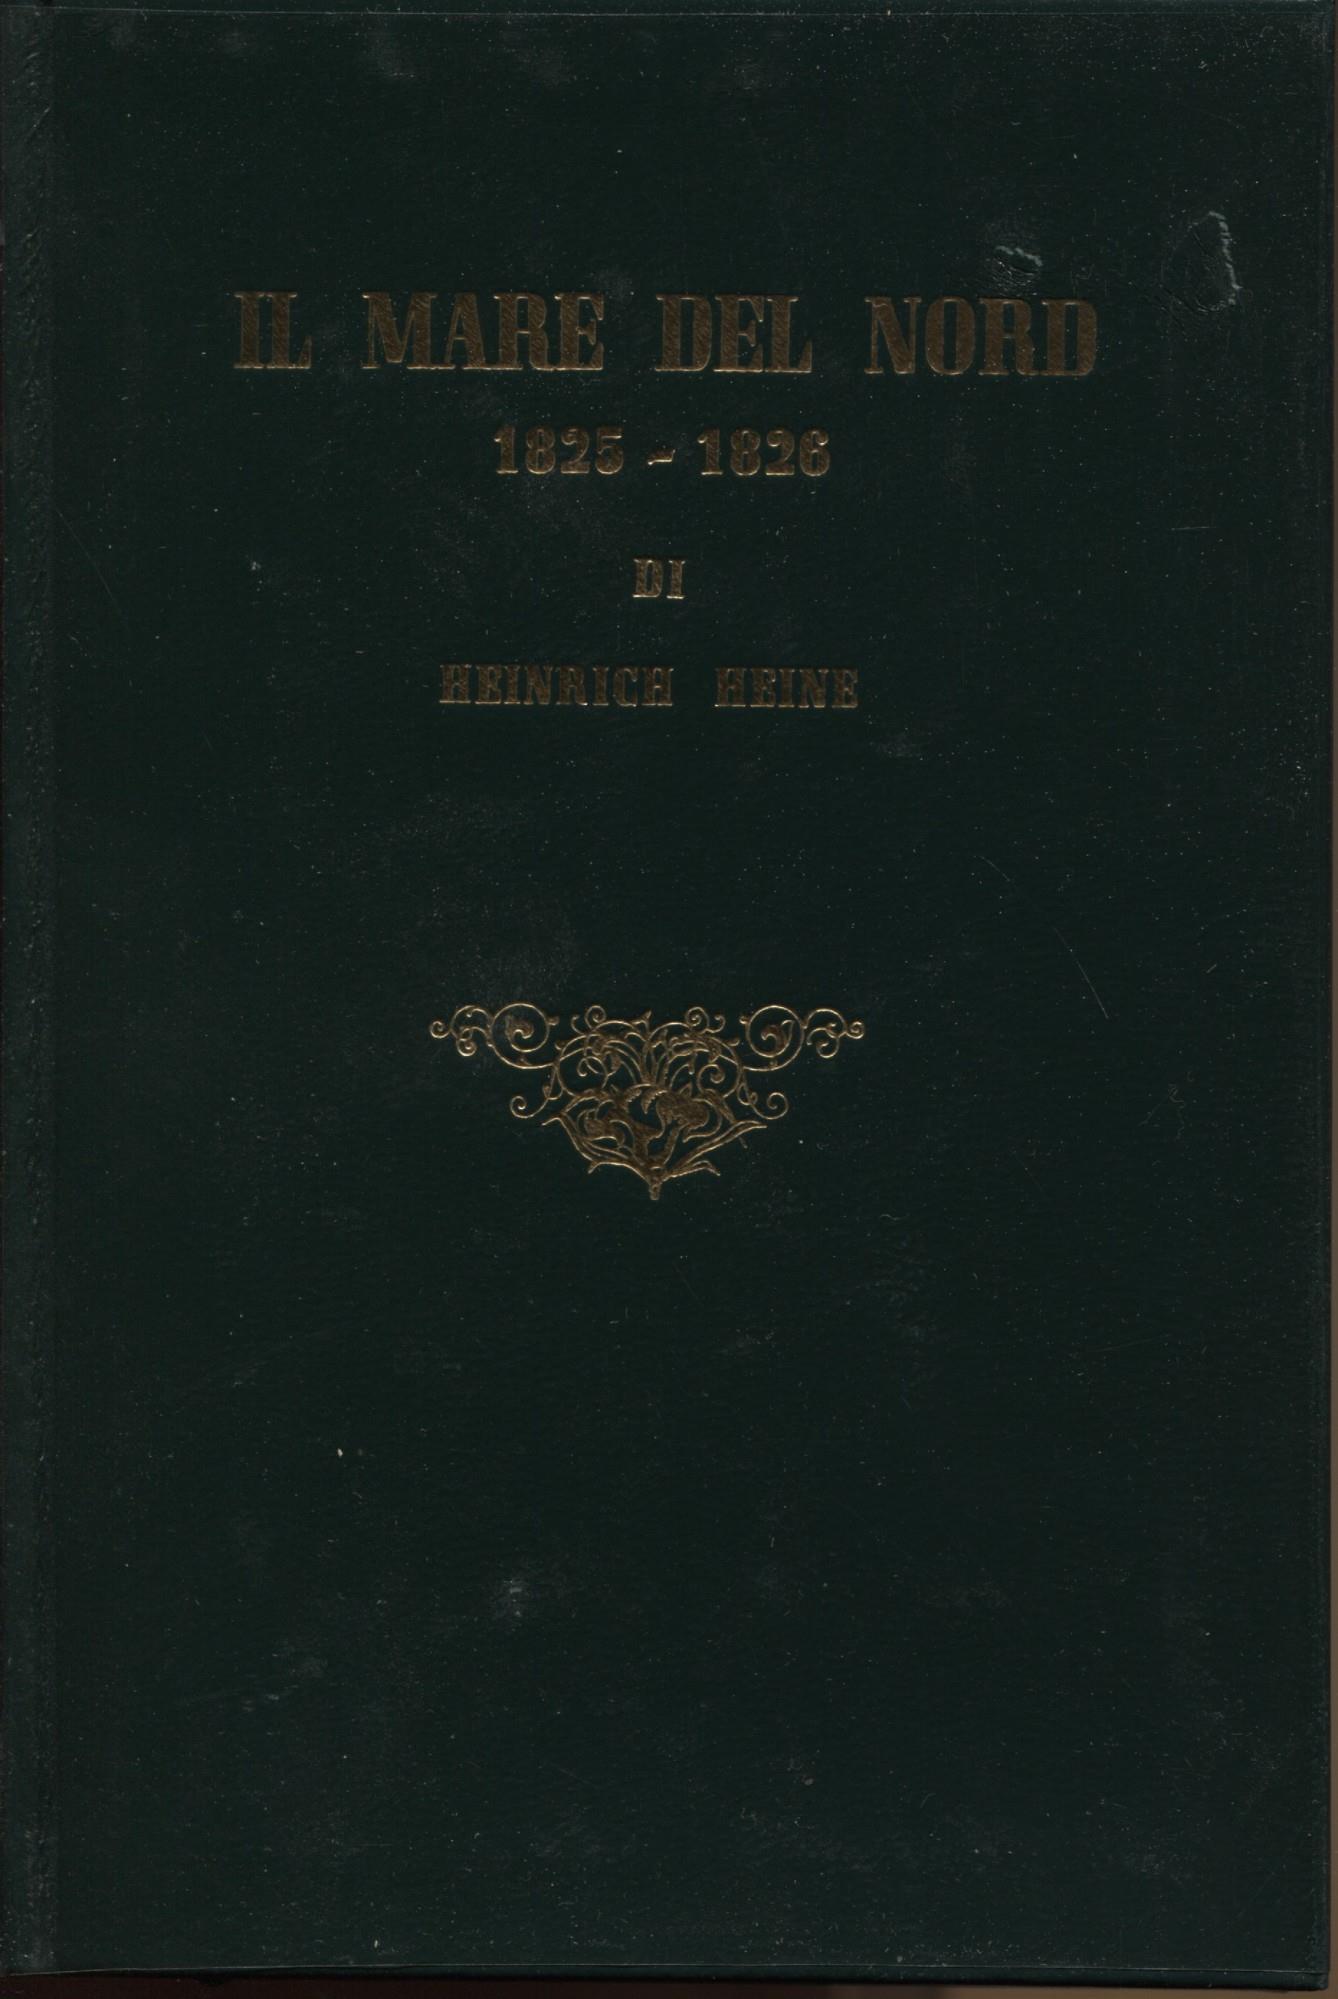 IL MARE DEL NORD
1825 - 1826
DI
HEINRICH HEINE